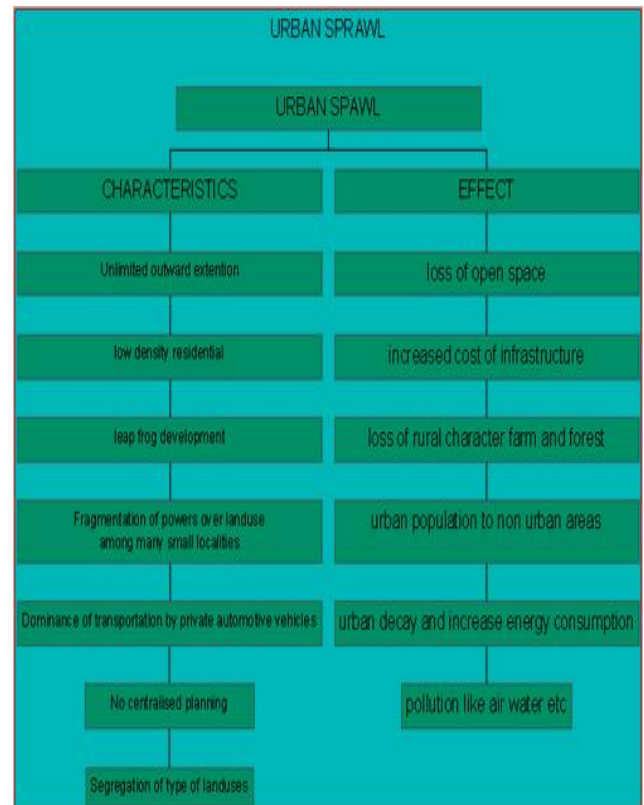 URBAN SPRAWL
URBAN SPAWL
CHARACTERISTICS
Unlimited outward extention
low density residential
leap frog development
Fragmentation of powers over landuse
among many small localities
Dominance of transportation by private automotive vehicles
No centralised planning
Segregation of type of landuses
EFFECT
loss of open space
increased cost of infrastructure
loss of rural character farm and forest
urban population to non urban areas
urban decay and increase energy consumption
pollution like air water etc